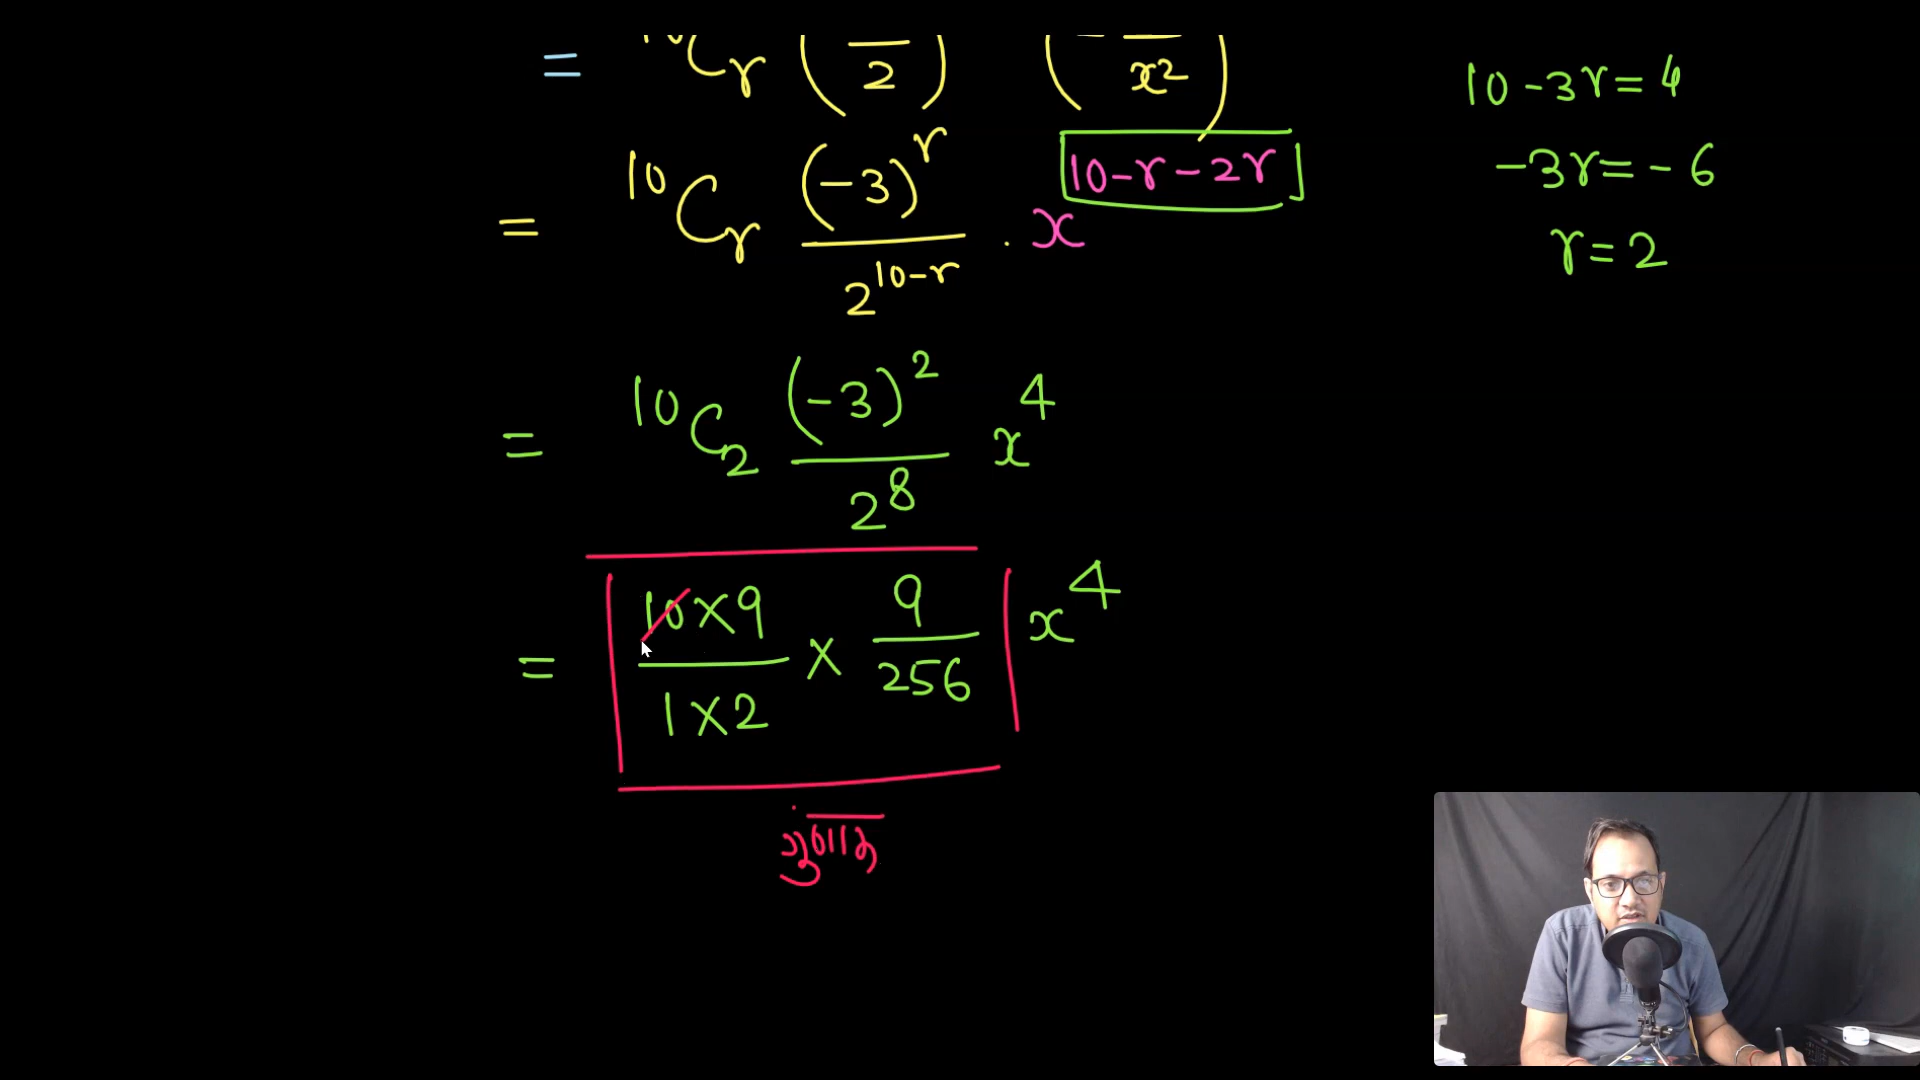 = ¹⁰Cᵣ ( /2) (- /x²)
10-3r=4
= ¹⁰Cᵣ (-3)ʳ/2¹⁰⁻ʳ . x^(10-r-2r)
-3r=-6
r=2
= ¹⁰C₂ (-3)²/2⁸ x⁴
= 10×9/1×2 × 9/256 x⁴
गुणांक